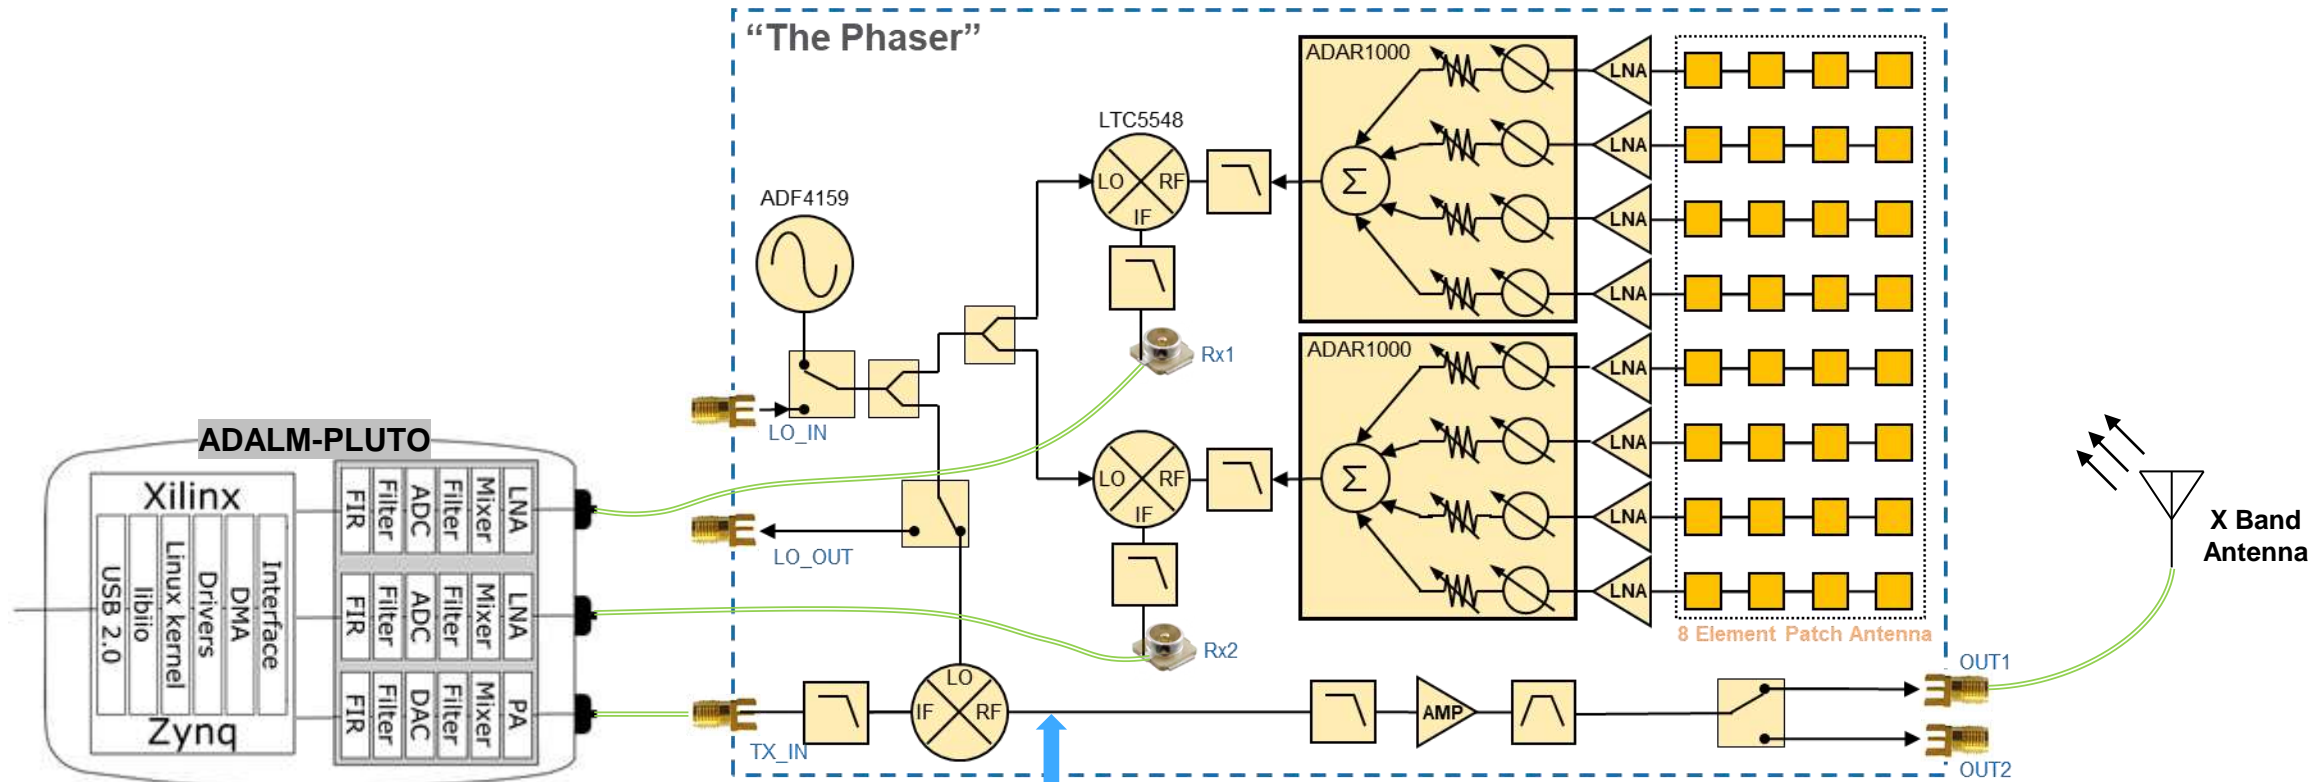 “The Phaser”
ADAR1000
LNA
LNA
LNA
LNA
Σ
LTC5548
LO
RF
IF
ADF4159
Rx1
ADAR1000
LNA
LNA
LNA
LNA
Σ
LO
RF
IF
Rx2
8 Element Patch Antenna
LO_IN
LO_OUT
ADALM-PLUTO
Xilinx
USB 2.0
libiio
Linux kernel
Drivers
DMA
Interface
Zynq
FIR
Filter
ADC
Filter
Mixer
LNA
FIR
Filter
ADC
Filter
Mixer
LNA
FIR
Filter
DAC
Filter
Mixer
PA
TX_IN
LO
IF
RF
AMP
OUT1
OUT2
X Band
Antenna